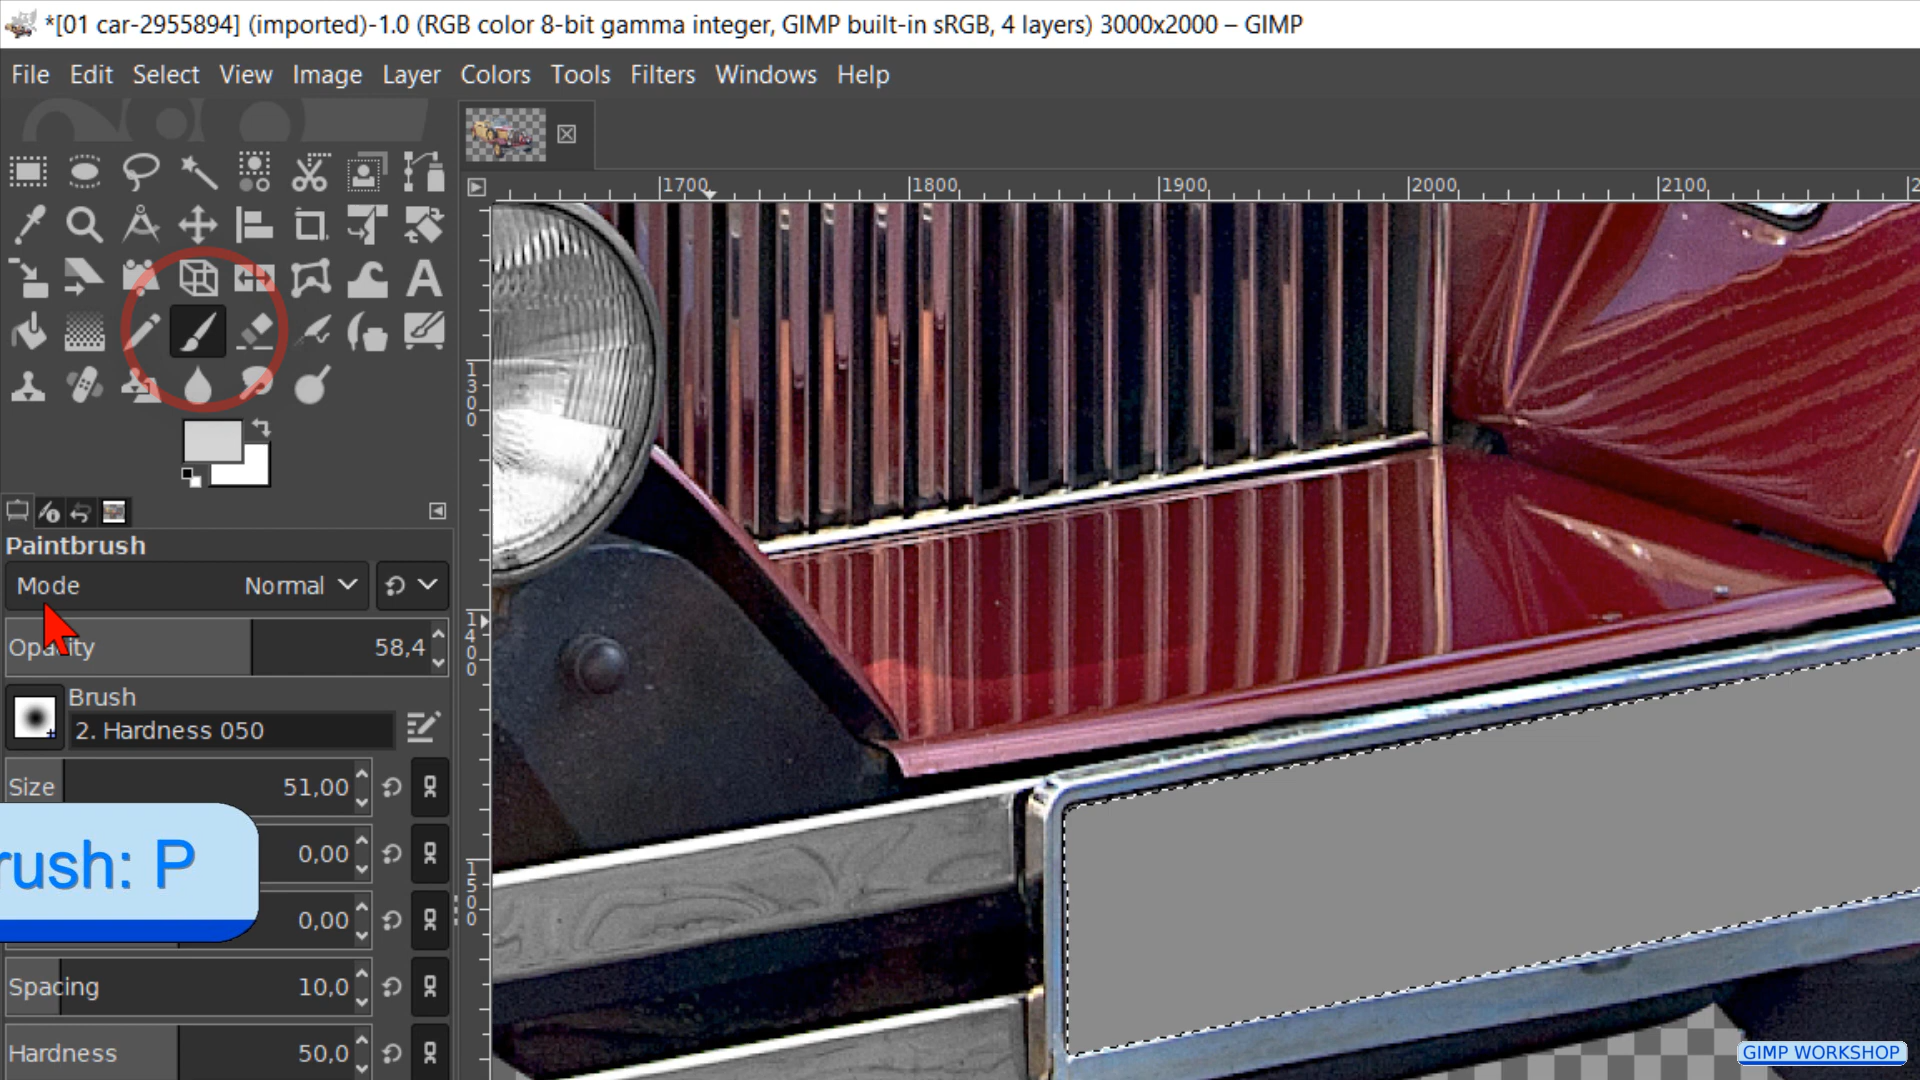 *[01 car-2955894] (imported)-1.0 (RGB color 8-bit gamma integer, GIMP built-in sRGB, 4 layers) 3000x2000 – GIMP
File Edit Select View Image Layer Colors Tools Filters Windows Help
1700 1800 1900 2000 2100 2
1300
1400
1500
Paintbrush
Mode Normal
Opacity 58,4
Brush
2. Hardness 050
Size 51,00
rush: P
0,00
0,00
Spacing 10,0
Hardness 50,0
GIMP WORKSHOP